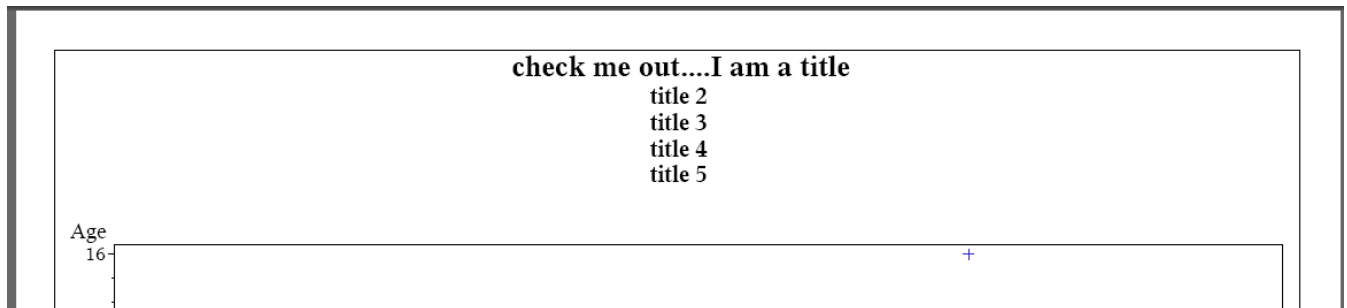 check me out....I am a title
title 2
title 3
title 4
title 5
Age
16